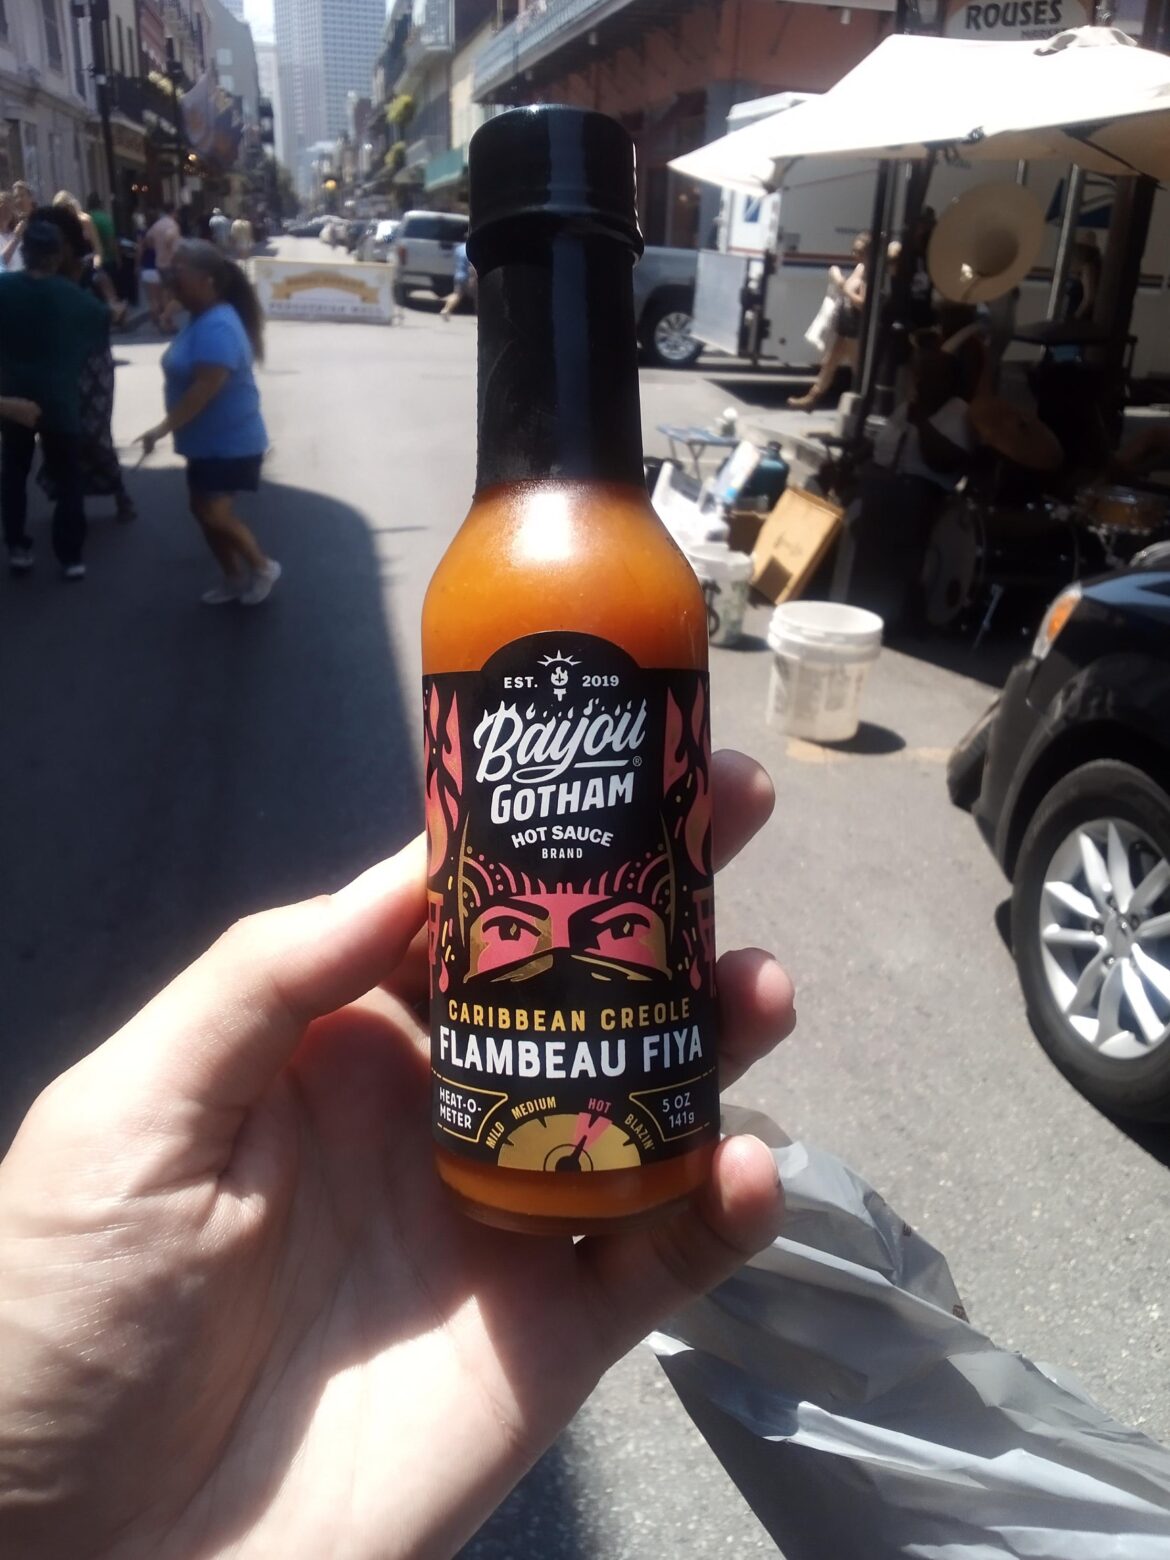 ROUSES
EST. 2019
Bayou®
GOTHAM
HOT SAUCE
BRAND
CARIBBEAN CREOLE
FLAMBEAU FIYA
HEAT-O-
METER
MILD MEDIUM HOT BLAZIN'
5 OZ
141g